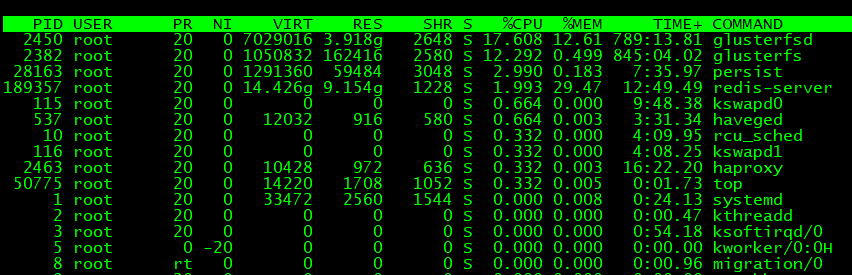 PID USER PR NI VIRT RES SHR S %CPU %MEM TIME+ COMMAND
2450 root 20 0 7029016 3.918g 2648 S 17.608 12.61 789:13.81 glusterfsd
2382 root 20 0 1050832 162416 2580 S 12.292 0.499 845:04.02 glusterfs
28163 root 20 0 1291360 59484 3048 S 2.990 0.183 7:35.97 persist
189357 root 20 0 14.426g 9.154g 1228 S 1.993 29.47 12:49.49 redis-server
115 root 20 0 0 0 0 S 0.664 0.000 9:48.38 kswapd0
537 root 20 0 12032 916 580 S 0.664 0.003 3:31.34 haveged
10 root 20 0 0 0 0 S 0.332 0.000 4:09.95 rcu_sched
116 root 20 0 0 0 0 S 0.332 0.000 4:08.25 kswapd1
2463 root 20 0 10428 972 636 S 0.332 0.003 16:22.20 haproxy
50775 root 20 0 14220 1708 1052 S 0.332 0.005 0:01.73 top
1 root 20 0 33472 2560 1544 S 0.000 0.008 0:24.13 systemd
2 root 20 0 0 0 0 S 0.000 0.000 0:00.47 kthreadd
3 root 20 0 0 0 0 S 0.000 0.000 0:54.18 ksoftirqd/0
5 root 0 -20 0 0 0 S 0.000 0.000 0:00.00 kworker/0:0H
8 root rt 0 0 0 0 S 0.000 0.000 0:00.96 migration/0